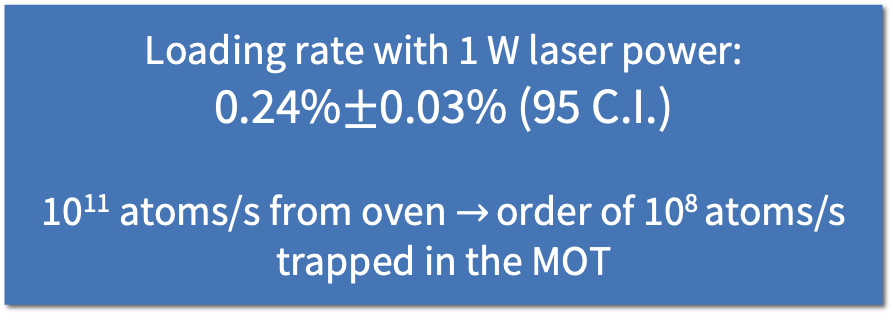 Loading rate with 1 W laser power:
0.24%±0.03% (95 C.I.)
10¹¹ atoms/s from oven → order of 10⁸ atoms/s
trapped in the MOT